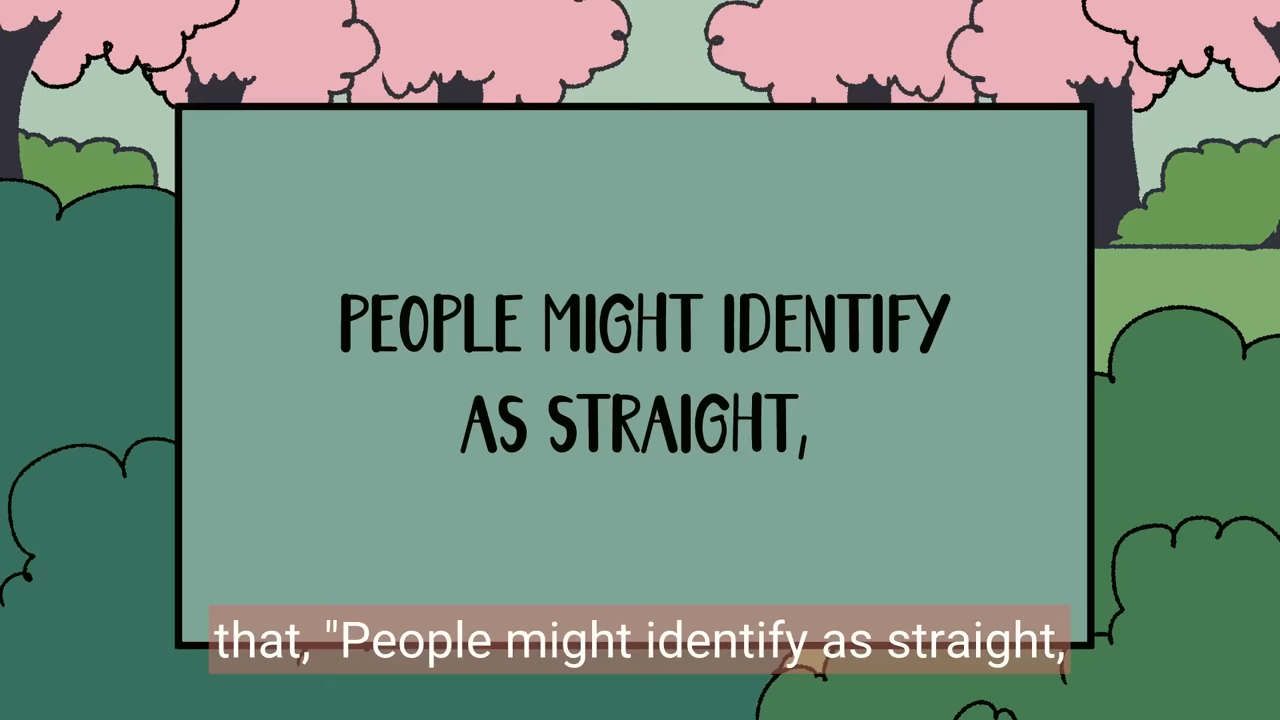 PEOPLE MIGHT IDENTIFY
AS STRAIGHT,
that, "People might identify as straight,